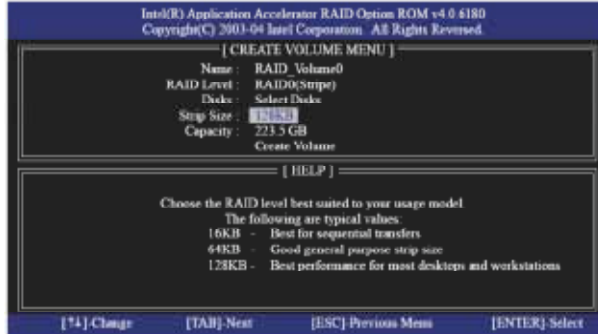 Intel(R) Application Accelerator RAID Option ROM v4.0.6180
Copyright(C) 2003-04 Intel Corporation. All Rights Reversed.
[ CREATE VOLUME MENU ]
Name : RAID_Volume0
RAID Level : RAID0(Stripe)
Disks : Select Disks
Strip Size : 128KB
Capacity : 223.5 GB
Create Volume
[ HELP ]
Choose the RAID level best suited to your usage model.
The following are typical values:
16KB - Best for sequential transfers
64KB - Good general purpose strip size
128KB - Best performance for most desktops and workstations
[↑↓]-Change [TAB]-Next [ESC]-Previous Menu [ENTER]-Select